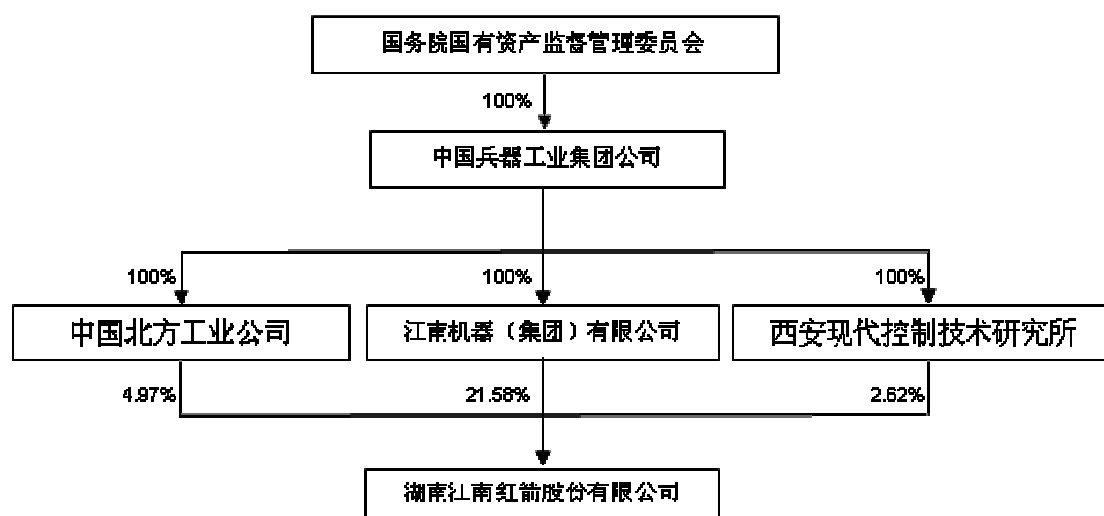 国务院国有资产监督管理委员会
100%
中国兵器工业集团公司
100%
100%
100%
中国北方工业公司
江南机器（集团）有限公司
西安现代控制技术研究所
4.97%
21.58%
2.62%
湖南江南红箭股份有限公司